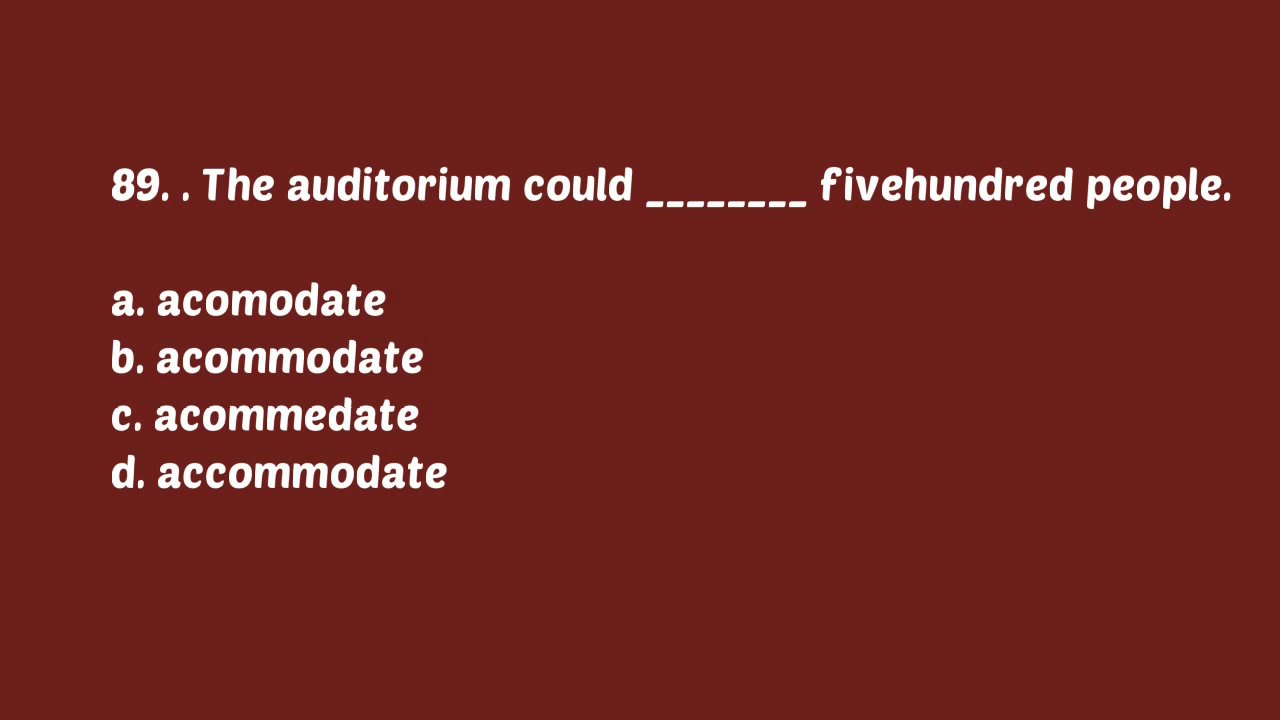 89. . The auditorium could ________ fivehundred people.
a. acomodate
b. acommodate
c. acommedate
d. accommodate